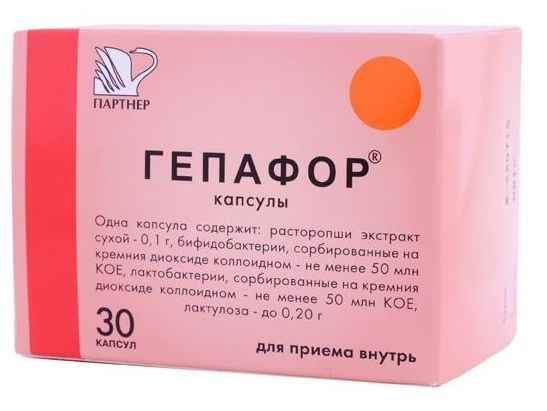 ПАРТНЕР
ГЕПАФОР®
капсулы
Одна капсула содержит: расторопши экстракт
сухой - 0,1 г, бифидобактерии, сорбированные на
кремния диоксиде коллоидном - не менее 50 млн
КОЕ, лактобактерии, сорбированные на кремния
диоксиде коллоидном - не менее 50 млн КОЕ,
лактулоза - до 0,20 г
30
КАПСУЛ
для приема внутрь